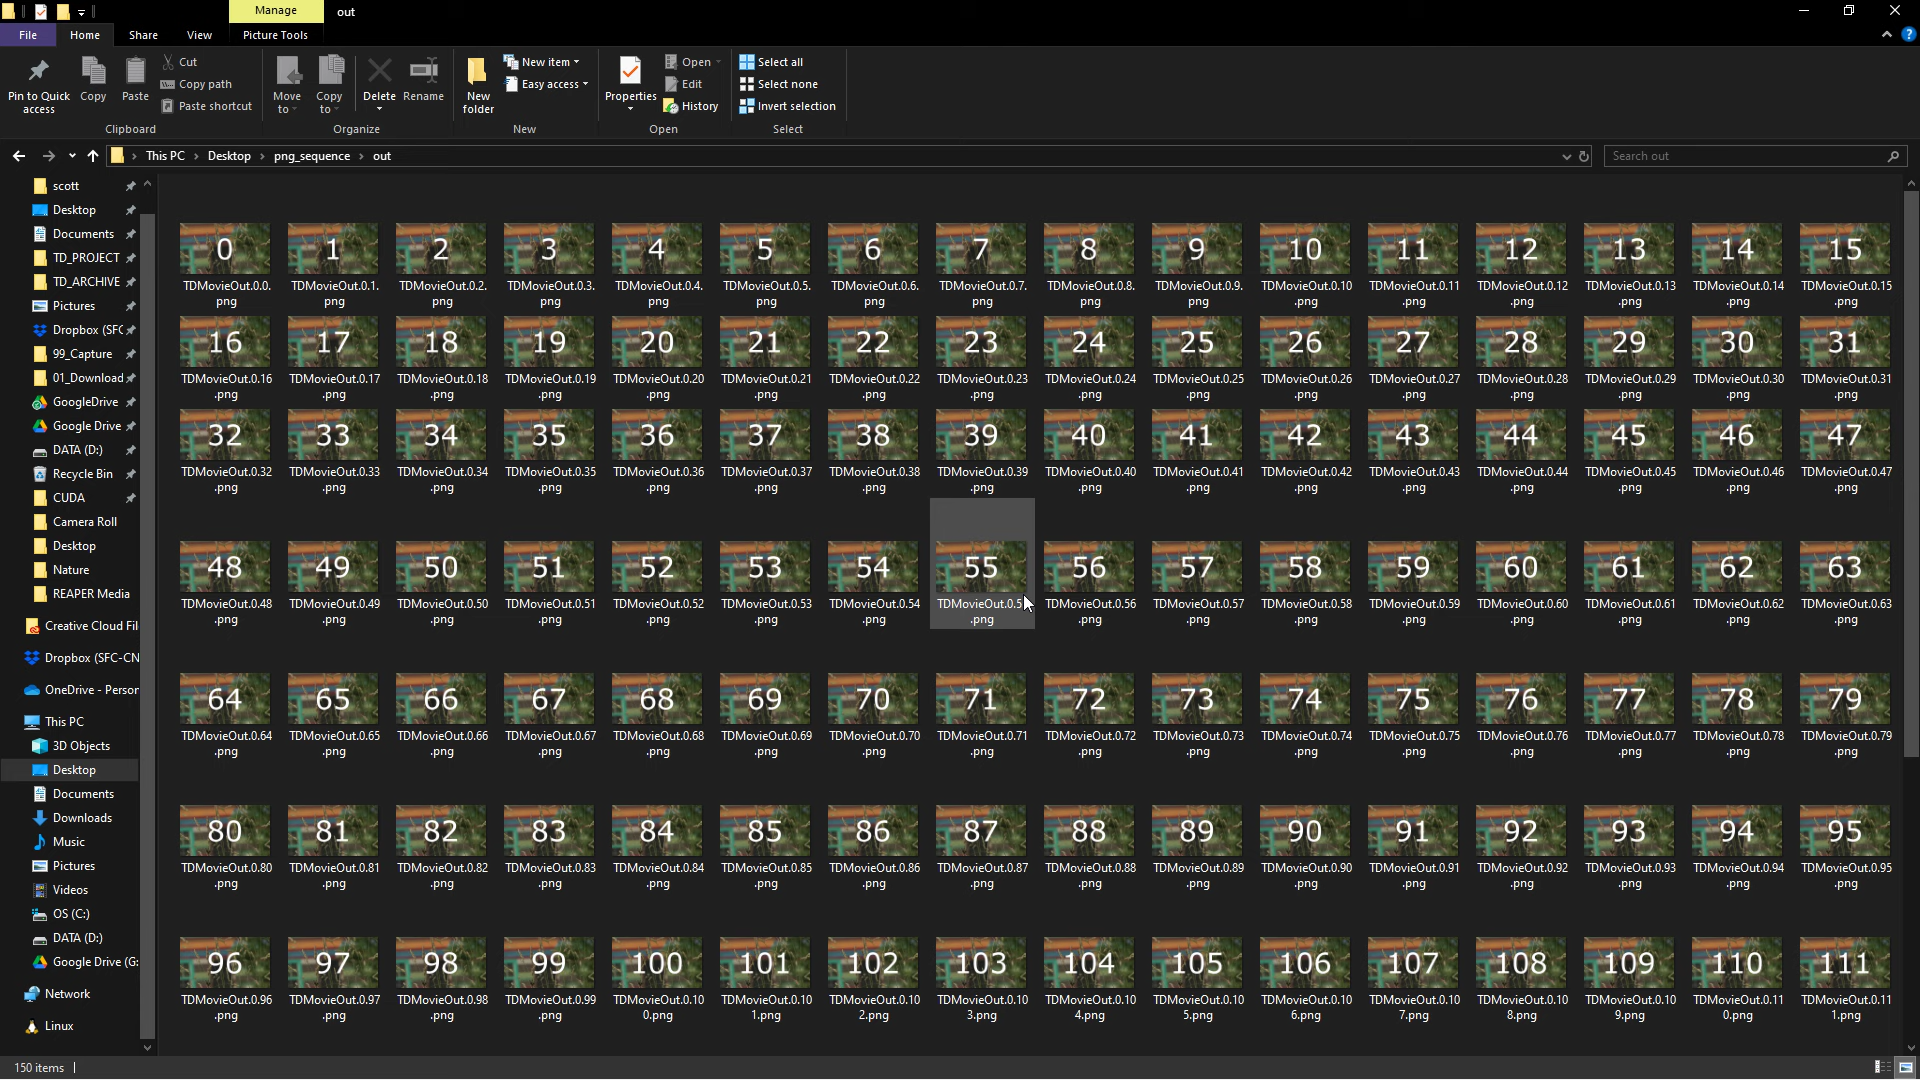 Manage
out
File
Home
Share
View
Picture Tools
Pin to Quick access
Copy
Paste
Cut
Copy path
Paste shortcut
Clipboard
Move to
Copy to
Delete
Rename
Organize
New folder
New item
Easy access
New
Properties
Open
Edit
History
Open
Select all
Select none
Invert selection
Select
This PC > Desktop > png_sequence > out
Search out
scott
Desktop
Documents
TD_PROJECT
TD_ARCHIVE
Pictures
Dropbox (SFC
99_Capture
01_Download
GoogleDrive
Google Drive
DATA (D:)
Recycle Bin
CUDA
Camera Roll
Desktop
Nature
REAPER Media
Creative Cloud Fil
Dropbox (SFC-CN
OneDrive - Person
This PC
3D Objects
Desktop
Documents
Downloads
Music
Pictures
Videos
OS (C:)
DATA (D:)
Google Drive (G:
Network
Linux
0 1 2 3 4 5 6 7 8 9 10 11 12 13 14 15
TDMovieOut.0.0. TDMovieOut.0.1. TDMovieOut.0.2. TDMovieOut.0.3. TDMovieOut.0.4. TDMovieOut.0.5. TDMovieOut.0.6. TDMovieOut.0.7. TDMovieOut.0.8. TDMovieOut.0.9. TDMovieOut.0.10 TDMovieOut.0.11 TDMovieOut.0.12 TDMovieOut.0.13 TDMovieOut.0.14 TDMovieOut.0.15
png png png png png png png png png png .png .png .png .png .png .png
16 17 18 19 20 21 22 23 24 25 26 27 28 29 30 31
TDMovieOut.0.16 TDMovieOut.0.17 TDMovieOut.0.18 TDMovieOut.0.19 TDMovieOut.0.20 TDMovieOut.0.21 TDMovieOut.0.22 TDMovieOut.0.23 TDMovieOut.0.24 TDMovieOut.0.25 TDMovieOut.0.26 TDMovieOut.0.27 TDMovieOut.0.28 TDMovieOut.0.29 TDMovieOut.0.30 TDMovieOut.0.31
.png .png .png .png .png .png .png .png .png .png .png .png .png .png .png .png
32 33 34 35 36 37 38 39 40 41 42 43 44 45 46 47
TDMovieOut.0.32 TDMovieOut.0.33 TDMovieOut.0.34 TDMovieOut.0.35 TDMovieOut.0.36 TDMovieOut.0.37 TDMovieOut.0.38 TDMovieOut.0.39 TDMovieOut.0.40 TDMovieOut.0.41 TDMovieOut.0.42 TDMovieOut.0.43 TDMovieOut.0.44 TDMovieOut.0.45 TDMovieOut.0.46 TDMovieOut.0.47
.png .png .png .png .png .png .png .png .png .png .png .png .png .png .png .png
48 49 50 51 52 53 54 55 56 57 58 59 60 61 62 63
TDMovieOut.0.48 TDMovieOut.0.49 TDMovieOut.0.50 TDMovieOut.0.51 TDMovieOut.0.52 TDMovieOut.0.53 TDMovieOut.0.54 TDMovieOut.0.5 TDMovieOut.0.56 TDMovieOut.0.57 TDMovieOut.0.58 TDMovieOut.0.59 TDMovieOut.0.60 TDMovieOut.0.61 TDMovieOut.0.62 TDMovieOut.0.63
.png .png .png .png .png .png .png .png .png .png .png .png .png .png .png .png
64 65 66 67 68 69 70 71 72 73 74 75 76 77 78 79
TDMovieOut.0.64 TDMovieOut.0.65 TDMovieOut.0.66 TDMovieOut.0.67 TDMovieOut.0.68 TDMovieOut.0.69 TDMovieOut.0.70 TDMovieOut.0.71 TDMovieOut.0.72 TDMovieOut.0.73 TDMovieOut.0.74 TDMovieOut.0.75 TDMovieOut.0.76 TDMovieOut.0.77 TDMovieOut.0.78 TDMovieOut.0.79
.png .png .png .png .png .png .png .png .png .png .png .png .png .png .png .png
80 81 82 83 84 85 86 87 88 89 90 91 92 93 94 95
TDMovieOut.0.80 TDMovieOut.0.81 TDMovieOut.0.82 TDMovieOut.0.83 TDMovieOut.0.84 TDMovieOut.0.85 TDMovieOut.0.86 TDMovieOut.0.87 TDMovieOut.0.88 TDMovieOut.0.89 TDMovieOut.0.90 TDMovieOut.0.91 TDMovieOut.0.92 TDMovieOut.0.93 TDMovieOut.0.94 TDMovieOut.0.95
.png .png .png .png .png .png .png .png .png .png .png .png .png .png .png .png
96 97 98 99 100 101 102 103 104 105 106 107 108 109 110 111
TDMovieOut.0.96 TDMovieOut.0.97 TDMovieOut.0.98 TDMovieOut.0.99 TDMovieOut.0.10 TDMovieOut.0.10 TDMovieOut.0.10 TDMovieOut.0.10 TDMovieOut.0.10 TDMovieOut.0.10 TDMovieOut.0.10 TDMovieOut.0.10 TDMovieOut.0.10 TDMovieOut.0.10 TDMovieOut.0.11 TDMovieOut.0.11
.png .png .png .png 0.png 1.png 2.png 3.png 4.png 5.png 6.png 7.png 8.png 9.png 0.png 1.png
150 items